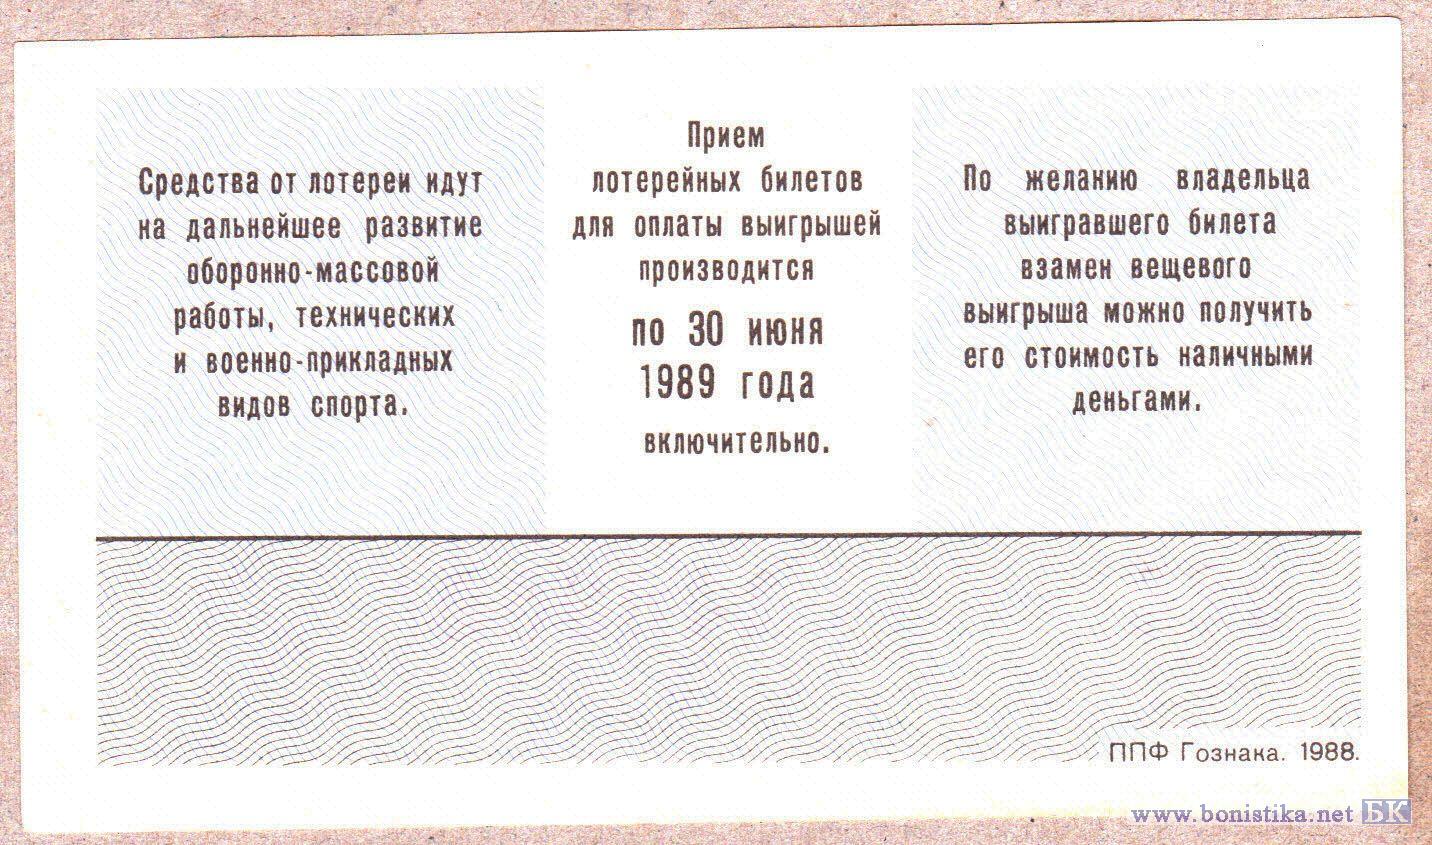 Средства от лотереи идут
на дальнейшее развитие
оборонно-массовой
работы, технических
и военно-прикладных
видов спорта.
Прием
лотерейных билетов
для оплаты выигрышей
производится
по 30 июня
1989 года
включительно.
По желанию владельца
выигравшего билета
взамен вещевого
выигрыша можно получить
его стоимость наличными
деньгами.
ППФ Гознака. 1988.
www.bonistika.net БК